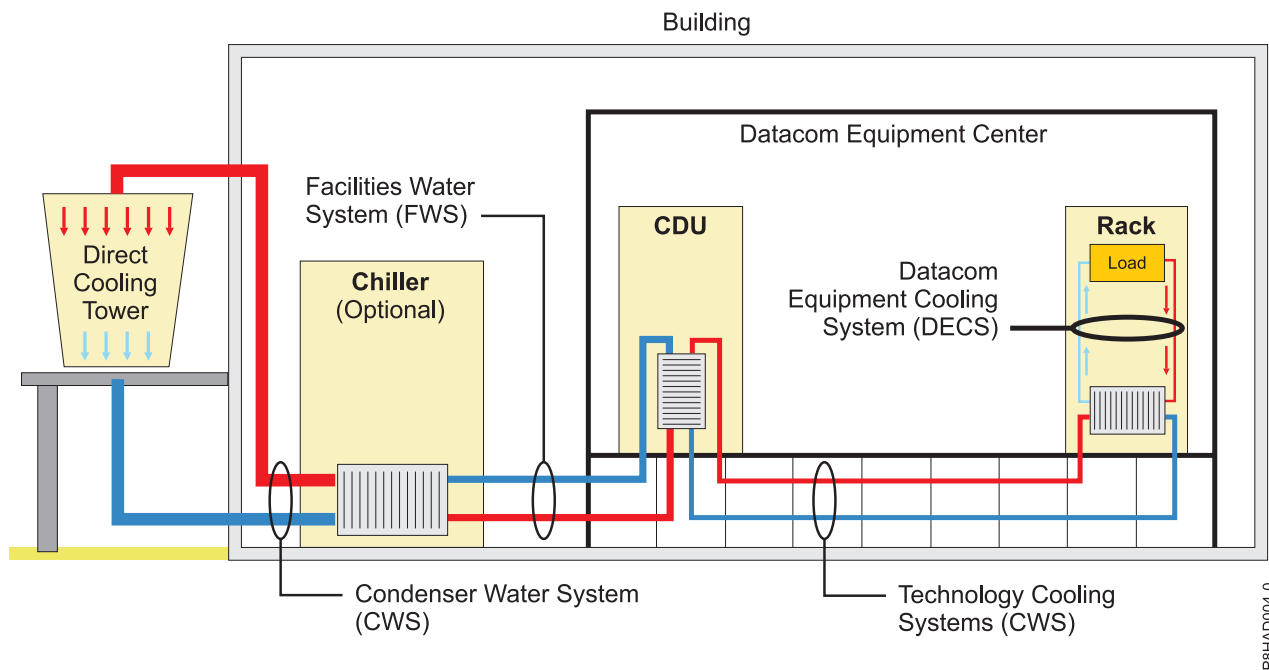 Building
Datacom Equipment Center
Facilities Water
System (FWS)
CDU
Rack
Load
Direct
Cooling
Tower
Chiller
(Optional)
Datacom
Equipment Cooling
System (DECS)
Condenser Water System
(CWS)
Technology Cooling
Systems (CWS)
P8HAD004-0